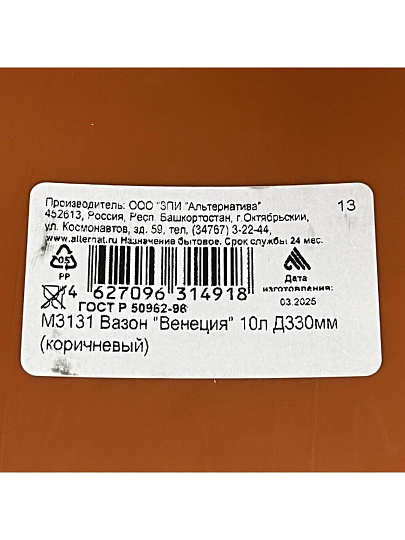 Производитель: ООО "ЗПИ "Альтернатива" 13
452613, Россия, Респ. Башкортостан, г.Октябрьский,
ул. Космонавтов, зд. 59, тел. (34767) 3-22-44,
www.alternat.ru Назначение бытовое. Срок службы 24 мес.
05
PP
4 627096 314918
Дата
изготовления:
03.2025
ГОСТ Р 50962-96
М3131 Вазон "Венеция" 10л Д330мм
(коричневый)